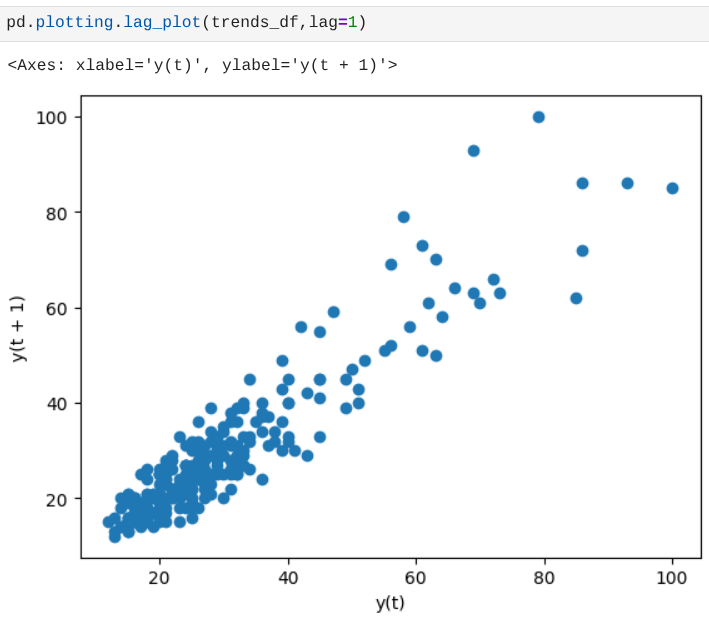 pd.plotting.lag_plot(trends_df,lag=1)
<Axes: xlabel='y(t)', ylabel='y(t + 1)'>
100
80
60
40
20
y(t + 1)
20 40 60 80 100
y(t)